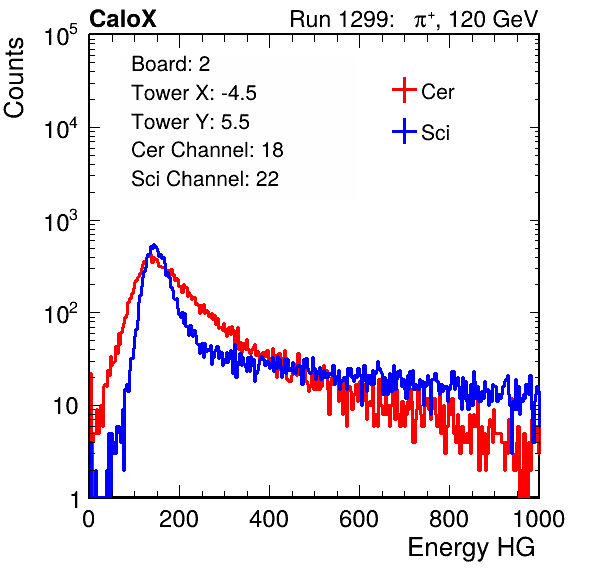 CaloX Run 1299: π⁺, 120 GeV
Counts
10⁵
10⁴
10³
10²
10
1
Board: 2
Tower X: -4.5
Tower Y: 5.5
Cer Channel: 18
Sci Channel: 22
Cer
Sci
0 200 400 600 800 1000
Energy HG